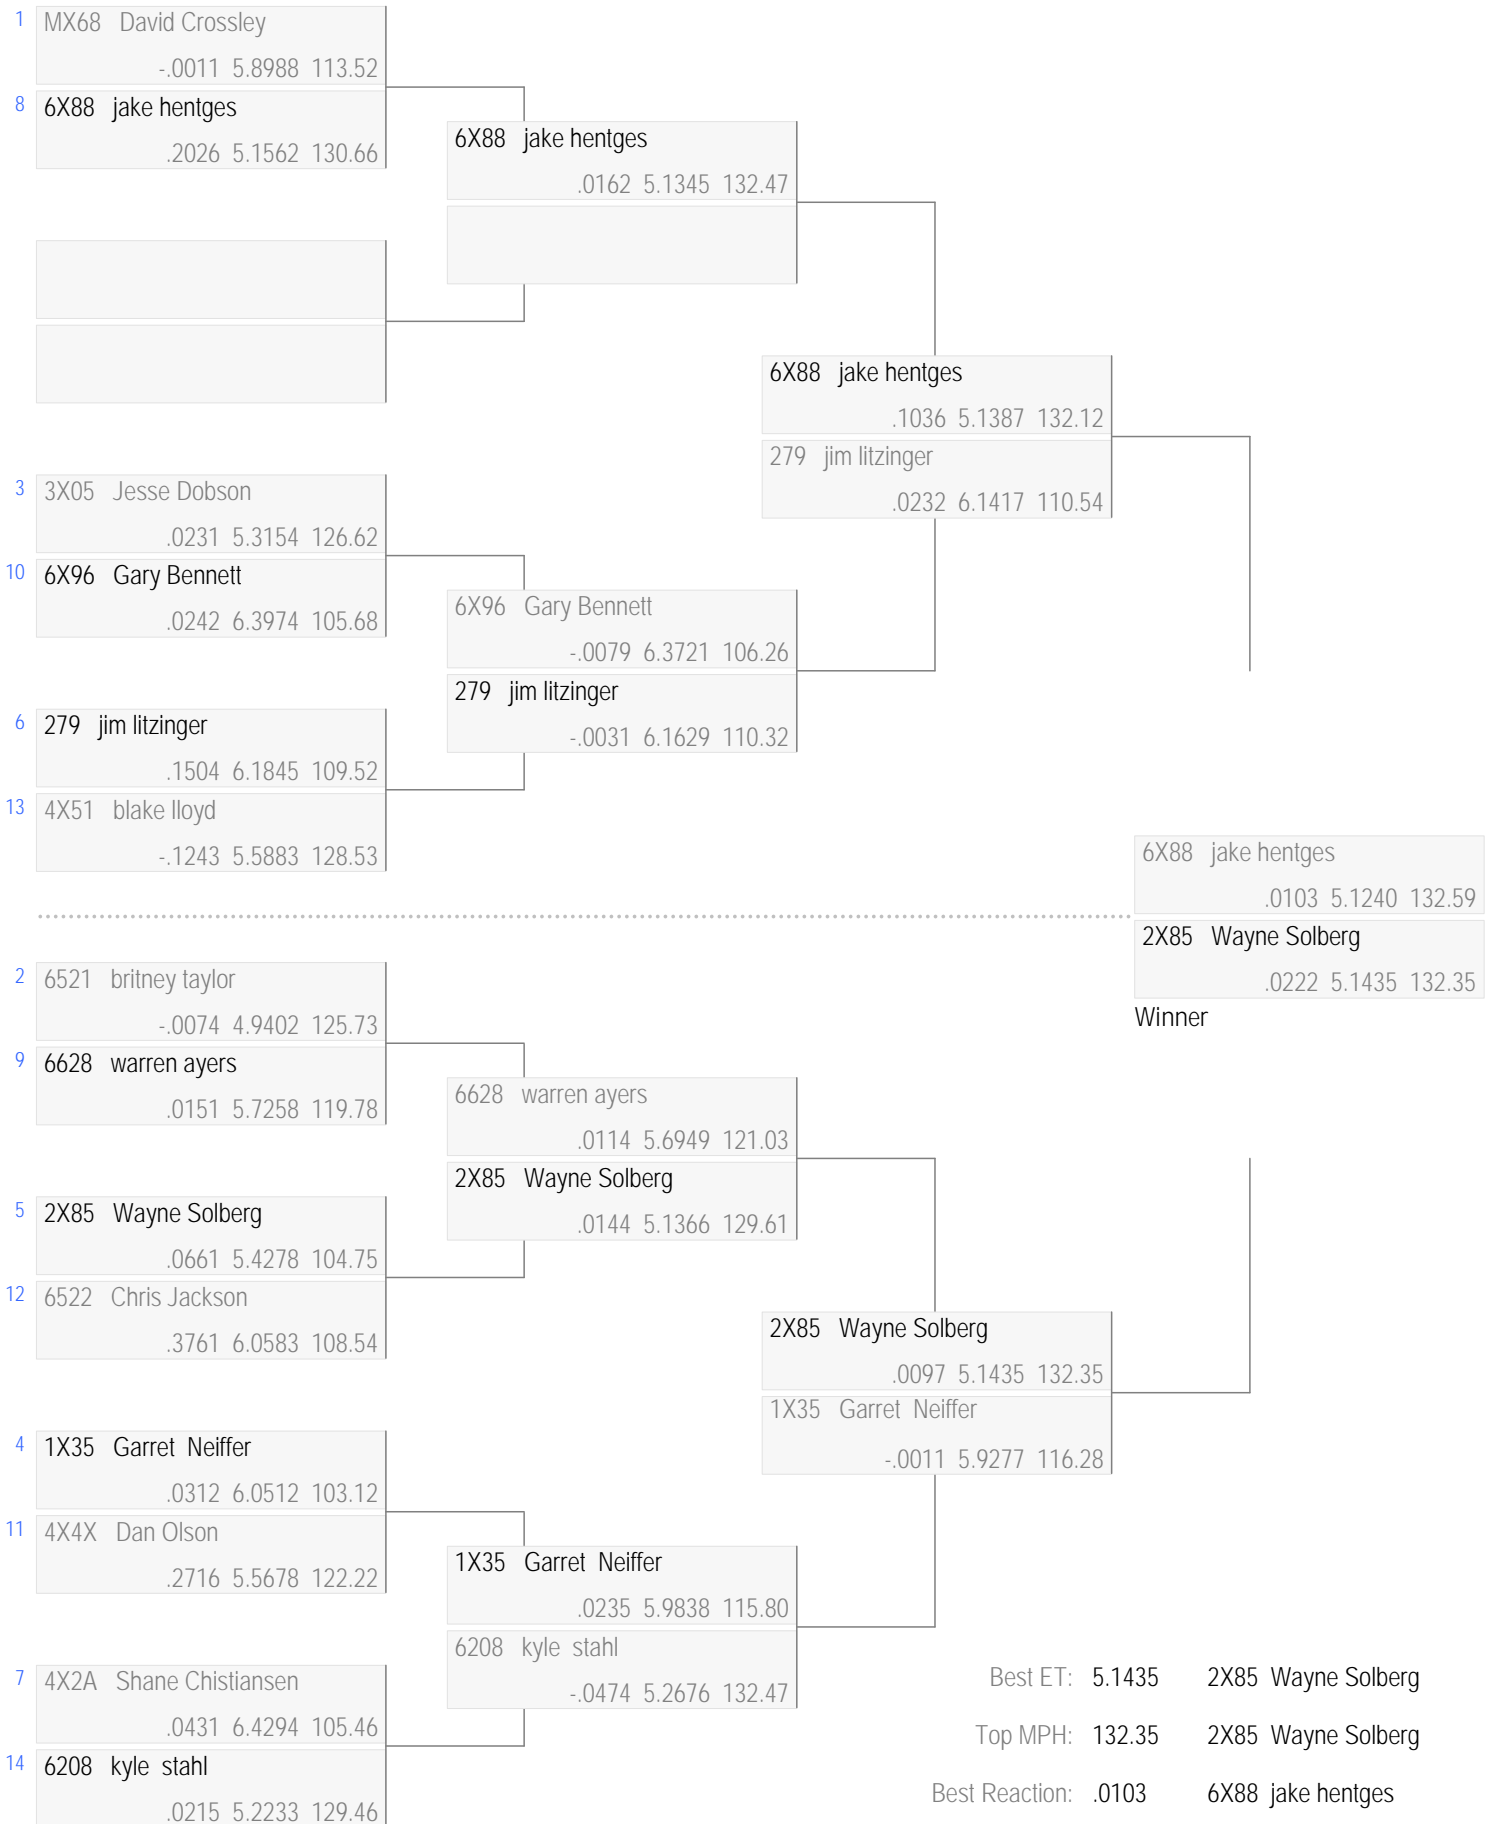 1 MX68 David Crossley
-.0011 5.8988 113.52
8 6X88 jake hentges
.2026 5.1562 130.66
6X88 jake hentges
.0162 5.1345 132.47
6X88 jake hentges
.1036 5.1387 132.12
279 jim litzinger
.0232 6.1417 110.54
3 3X05 Jesse Dobson
.0231 5.3154 126.62
10 6X96 Gary Bennett
.0242 6.3974 105.68
6X96 Gary Bennett
-.0079 6.3721 106.26
279 jim litzinger
-.0031 6.1629 110.32
6 279 jim litzinger
.1504 6.1845 109.52
13 4X51 blake lloyd
-.1243 5.5883 128.53
6X88 jake hentges
.0103 5.1240 132.59
2X85 Wayne Solberg
.0222 5.1435 132.35
Winner
2 6521 britney taylor
-.0074 4.9402 125.73
9 6628 warren ayers
.0151 5.7258 119.78
6628 warren ayers
.0114 5.6949 121.03
2X85 Wayne Solberg
.0144 5.1366 129.61
5 2X85 Wayne Solberg
.0661 5.4278 104.75
12 6522 Chris Jackson
.3761 6.0583 108.54
2X85 Wayne Solberg
.0097 5.1435 132.35
1X35 Garret Neiffer
-.0011 5.9277 116.28
4 1X35 Garret Neiffer
.0312 6.0512 103.12
11 4X4X Dan Olson
.2716 5.5678 122.22
1X35 Garret Neiffer
.0235 5.9838 115.80
6208 kyle stahl
-.0474 5.2676 132.47
7 4X2A Shane Chistiansen
.0431 6.4294 105.46
14 6208 kyle stahl
.0215 5.2233 129.46
Best ET: 5.1435 2X85 Wayne Solberg
Top MPH: 132.35 2X85 Wayne Solberg
Best Reaction: .0103 6X88 jake hentges